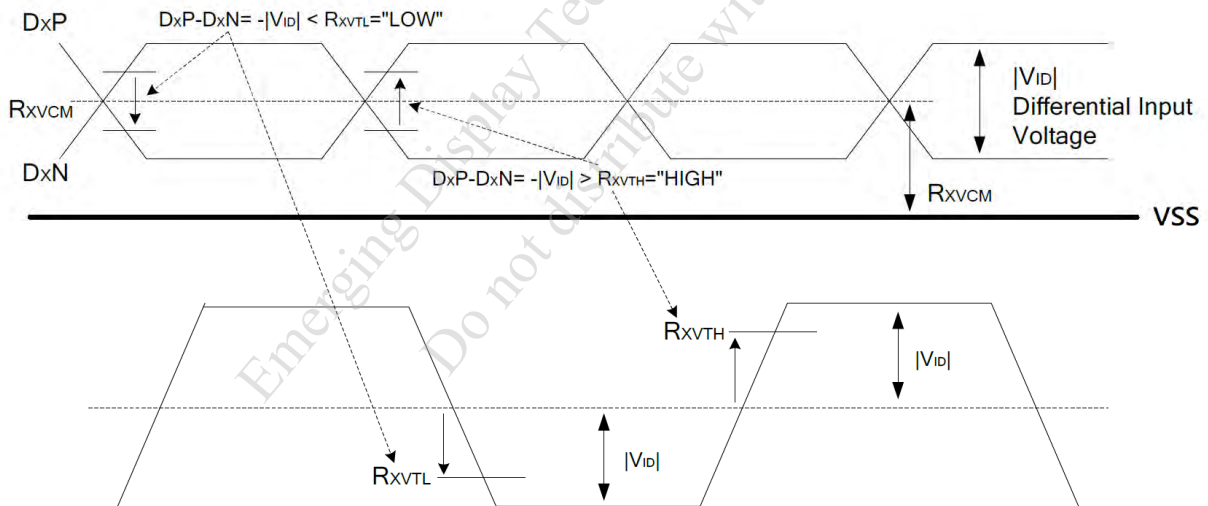 DxP
DxP-DxN= -|VID| < RXVTL="LOW"
RXVCM
DxN
|VID|
Differential Input
Voltage
DxP-DxN= -|VID| > RXVTH="HIGH"
RXVCM
VSS
RXVTH
|VID|
|VID|
RXVTL
Emerging Display Tec
Do not distribute wit